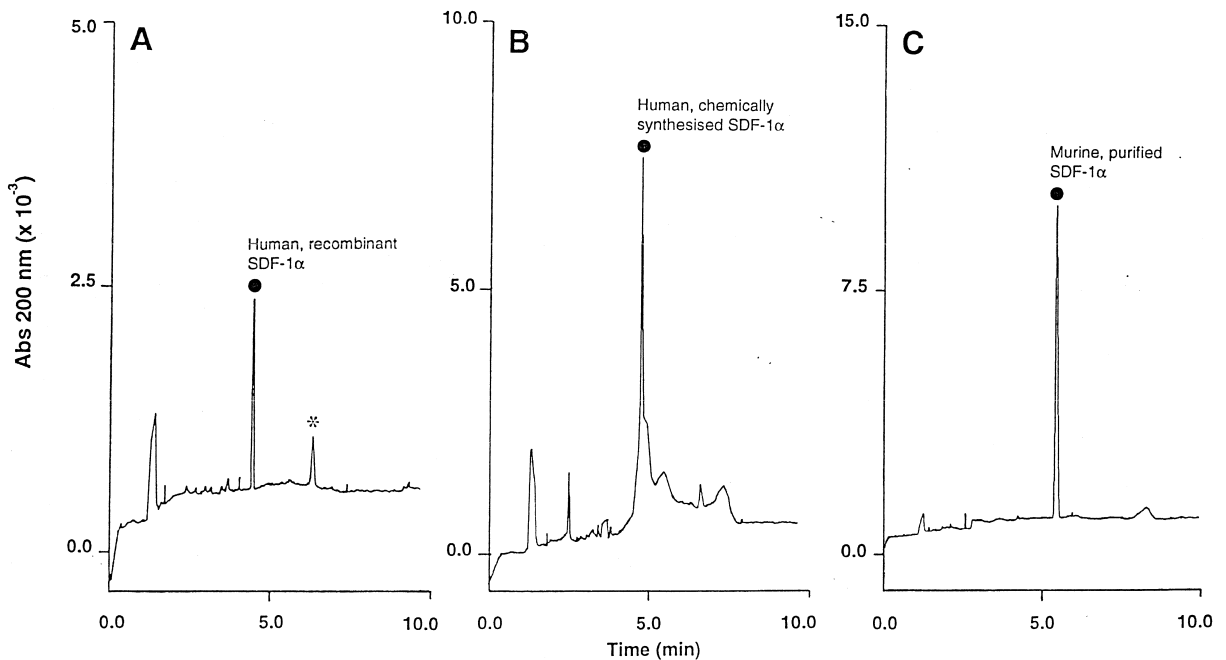 A
B
C
5.0
2.5
0.0
10.0
5.0
0.0
15.0
7.5
0.0
Abs 200 nm (x 10-3)
Human, recombinant
SDF-1α
*
Human, chemically
synthesised SDF-1α
Murine, purified
SDF-1α
0.0
5.0
10.0
0.0
5.0
10.0
0.0
5.0
10.0
Time (min)